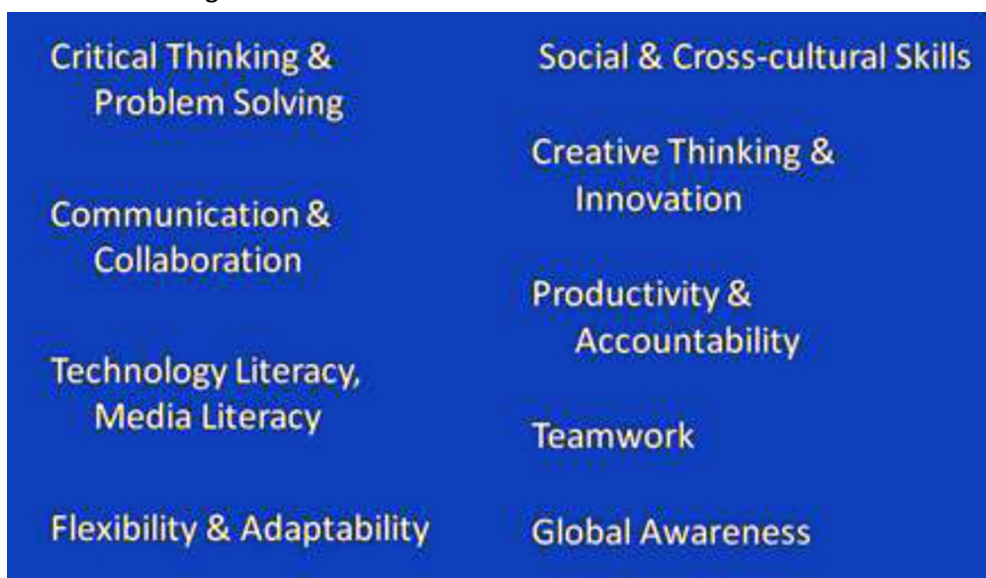 Critical Thinking &
Problem Solving
Communication &
Collaboration
Technology Literacy,
Media Literacy
Flexibility & Adaptability
Social & Cross-cultural Skills
Creative Thinking &
Innovation
Productivity &
Accountability
Teamwork
Global Awareness